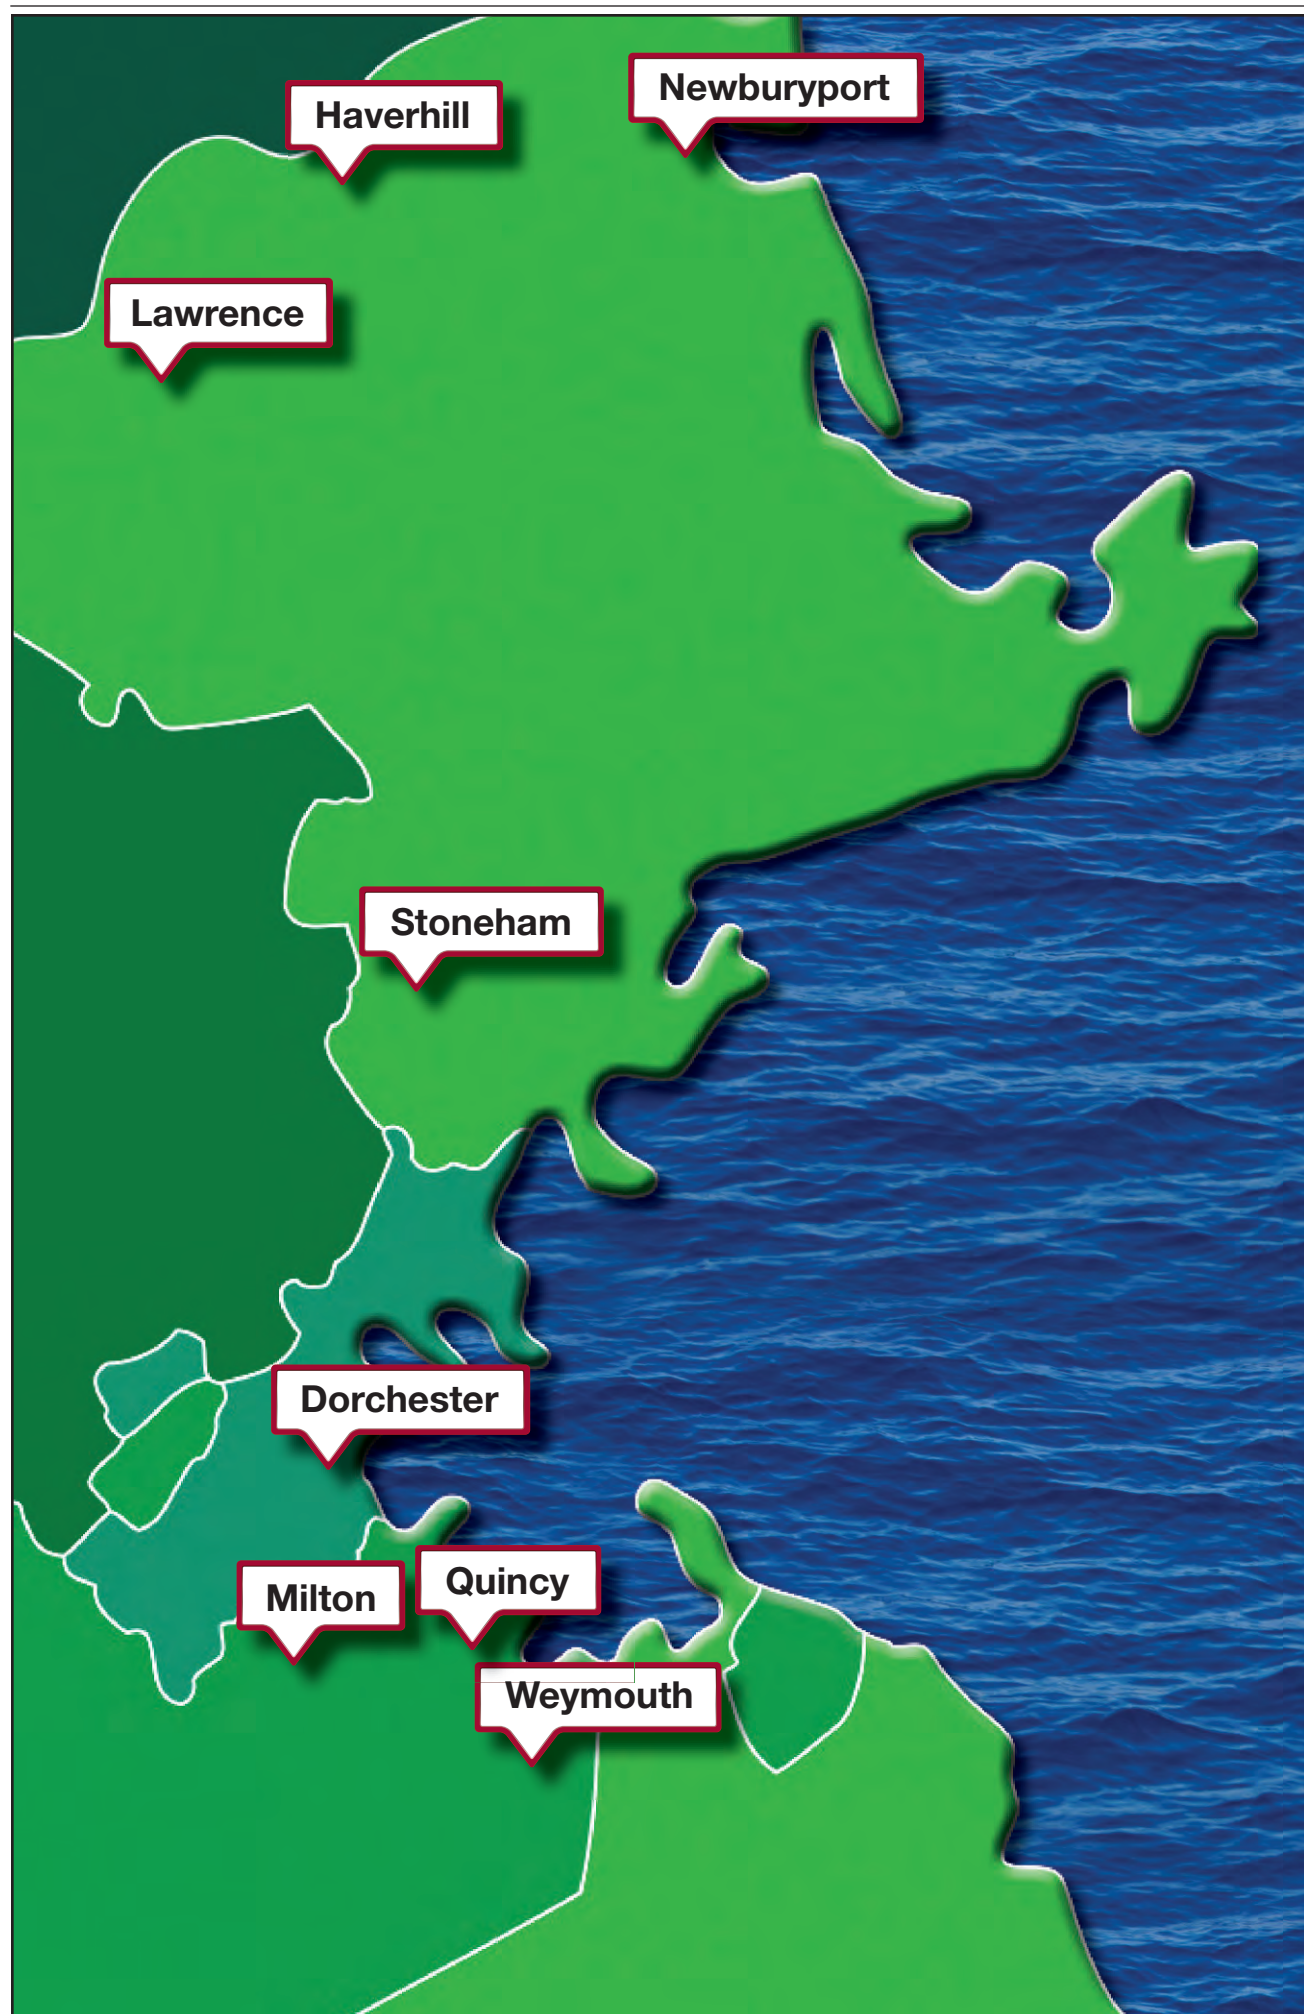 Newburyport
Haverhill
Lawrence
Stoneham
Dorchester
Quincy
Milton
Weymouth